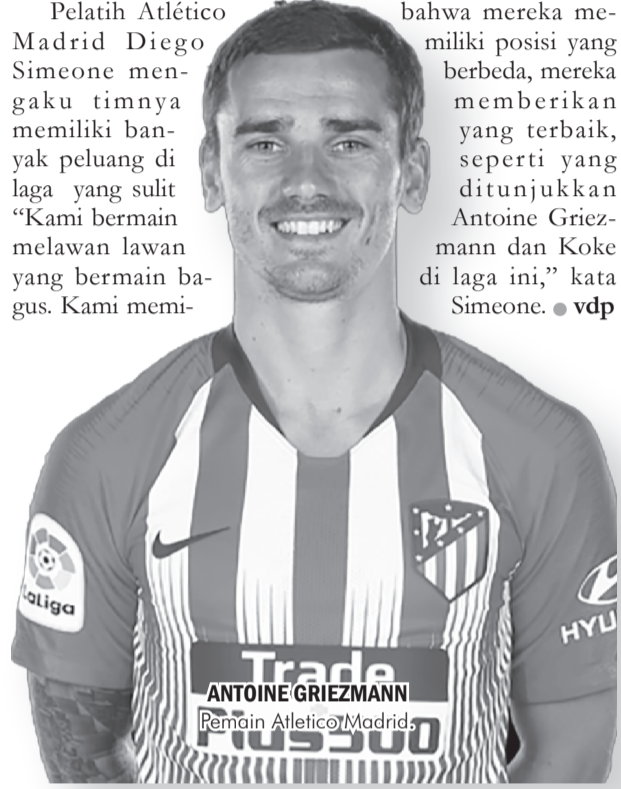 Pelatih Atlético
Madrid Diego
Simeone men-
gaku timnya
memiliki ban-
yak peluang di
laga yang sulit
“Kami bermain
melawan lawan
yang bermain ba-
gus. Kami memi-
bahwa mereka me-
miliki posisi yang
berbeda, mereka
memberikan
yang terbaik,
seperti yang
ditunjukkan
Antoine Griez-
mann dan Koke
di laga ini,” kata
Simeone. ● vdp
LaLiga
HYU
Trade
ANTOINE GRIEZMANN
Pemain Atletico Madrid.
Plus500